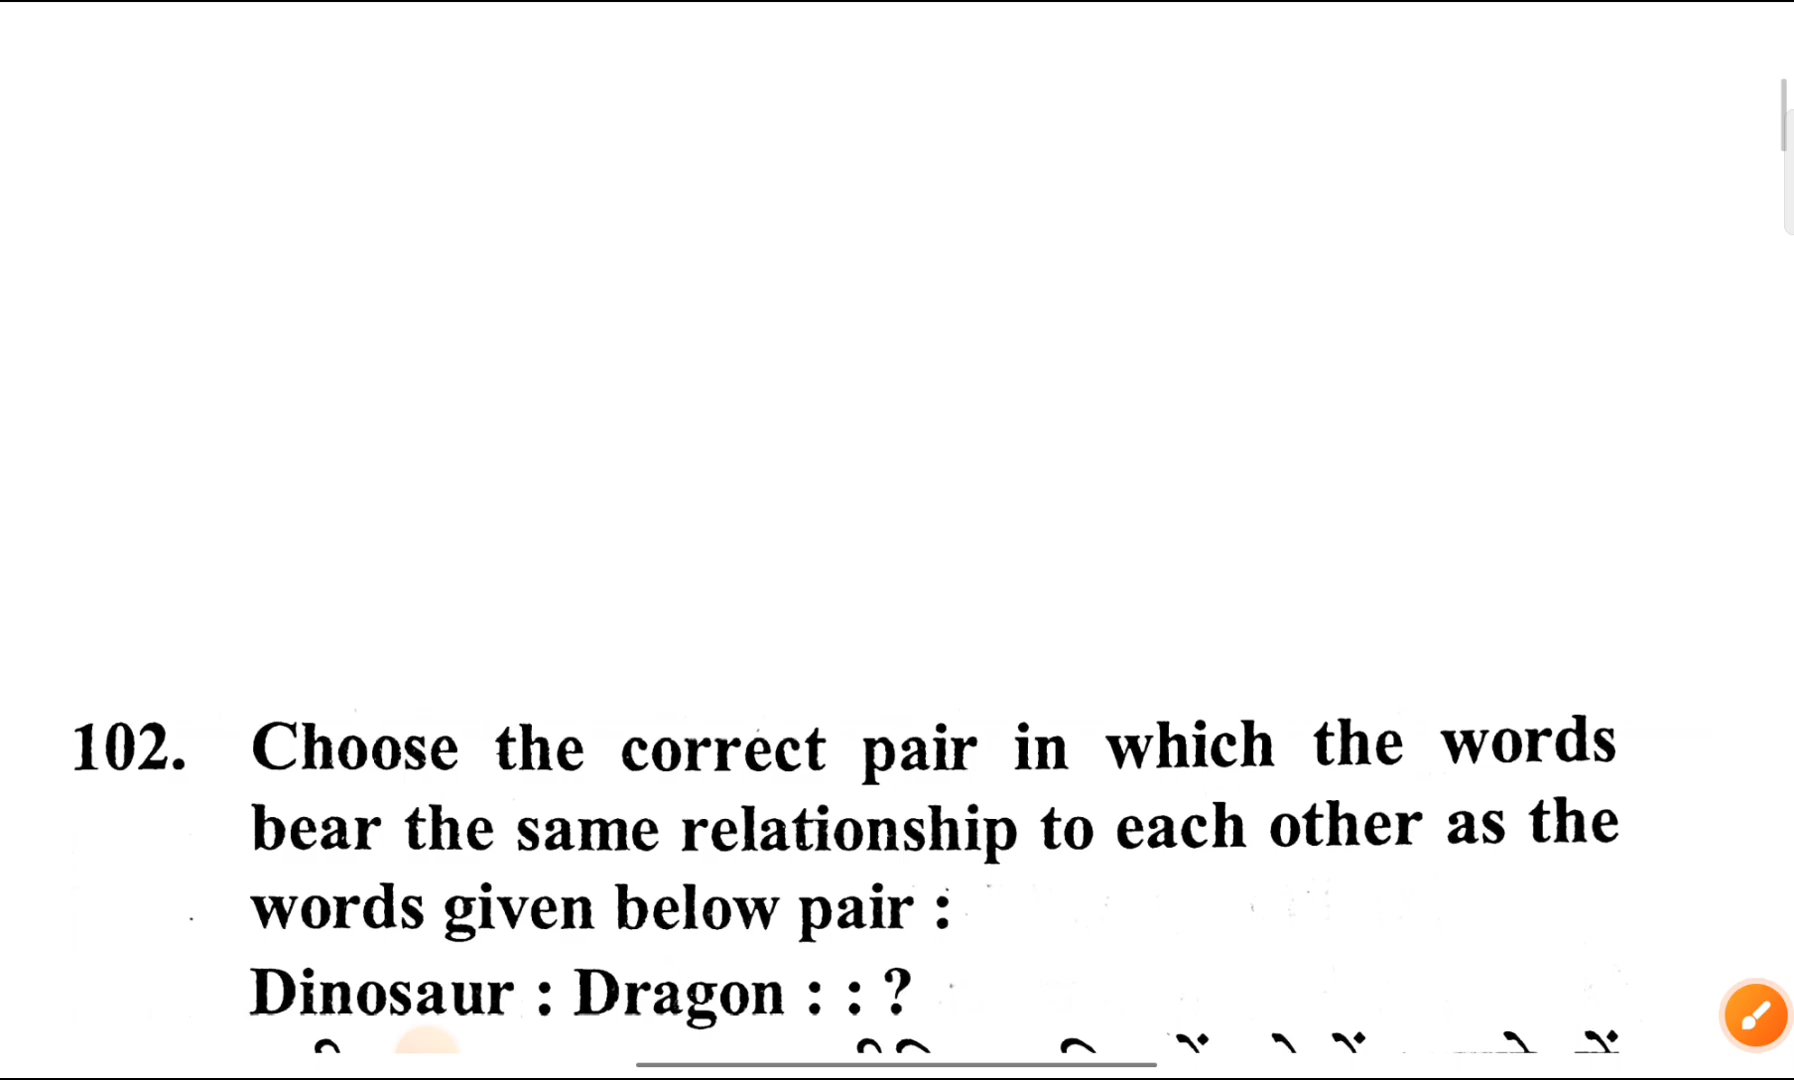 102. Choose the correct pair in which the words
bear the same relationship to each other as the
words given below pair :
Dinosaur : Dragon : : ?